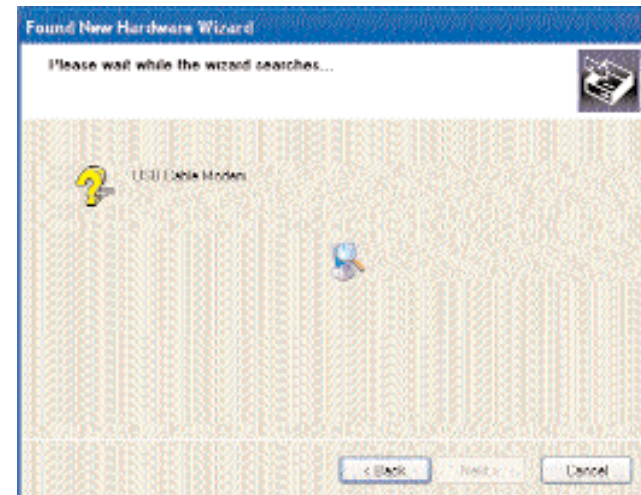 Found New Hardware Wizard
Please wait while the wizard searches...
USB Cable Modem
< Back
Next >
Cancel